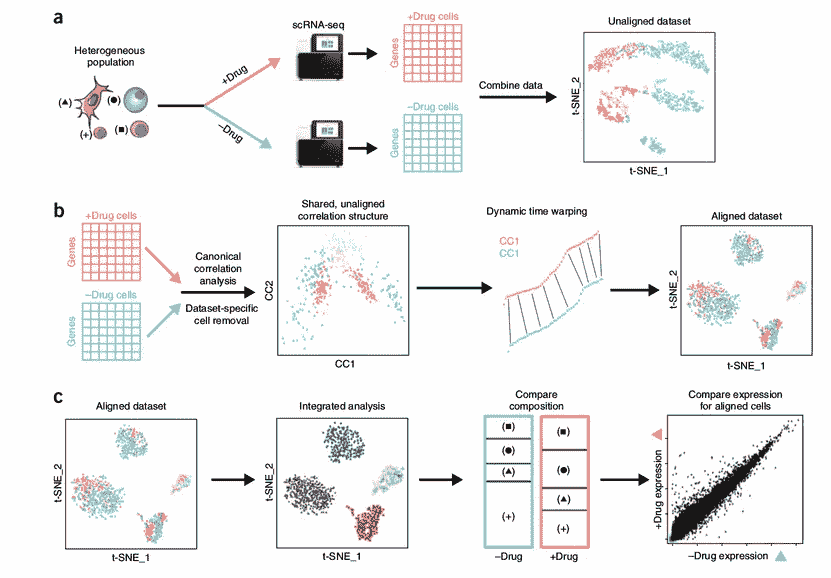 a
Heterogeneous
population
(▲)
(●)
(+)
(■)
+Drug
–Drug
scRNA-seq
+Drug cells
Genes
–Drug cells
Genes
Combine data
Unaligned dataset
t-SNE_2
t-SNE_1
b
+Drug cells
Genes
–Drug cells
Genes
Canonical
correlation
analysis
Dataset-specific
cell removal
Shared, unaligned
correlation structure
CC2
CC1
Dynamic time warping
CC1
CC1
Aligned dataset
t-SNE_2
t-SNE_1
c
Aligned dataset
t-SNE_2
t-SNE_1
Integrated analysis
t-SNE_2
t-SNE_1
Compare
composition
(■)
(●)
(▲)
(+)
–Drug
(■)
(●)
(▲)
(+)
+Drug
Compare expression
for aligned cells
+Drug expression
–Drug expression